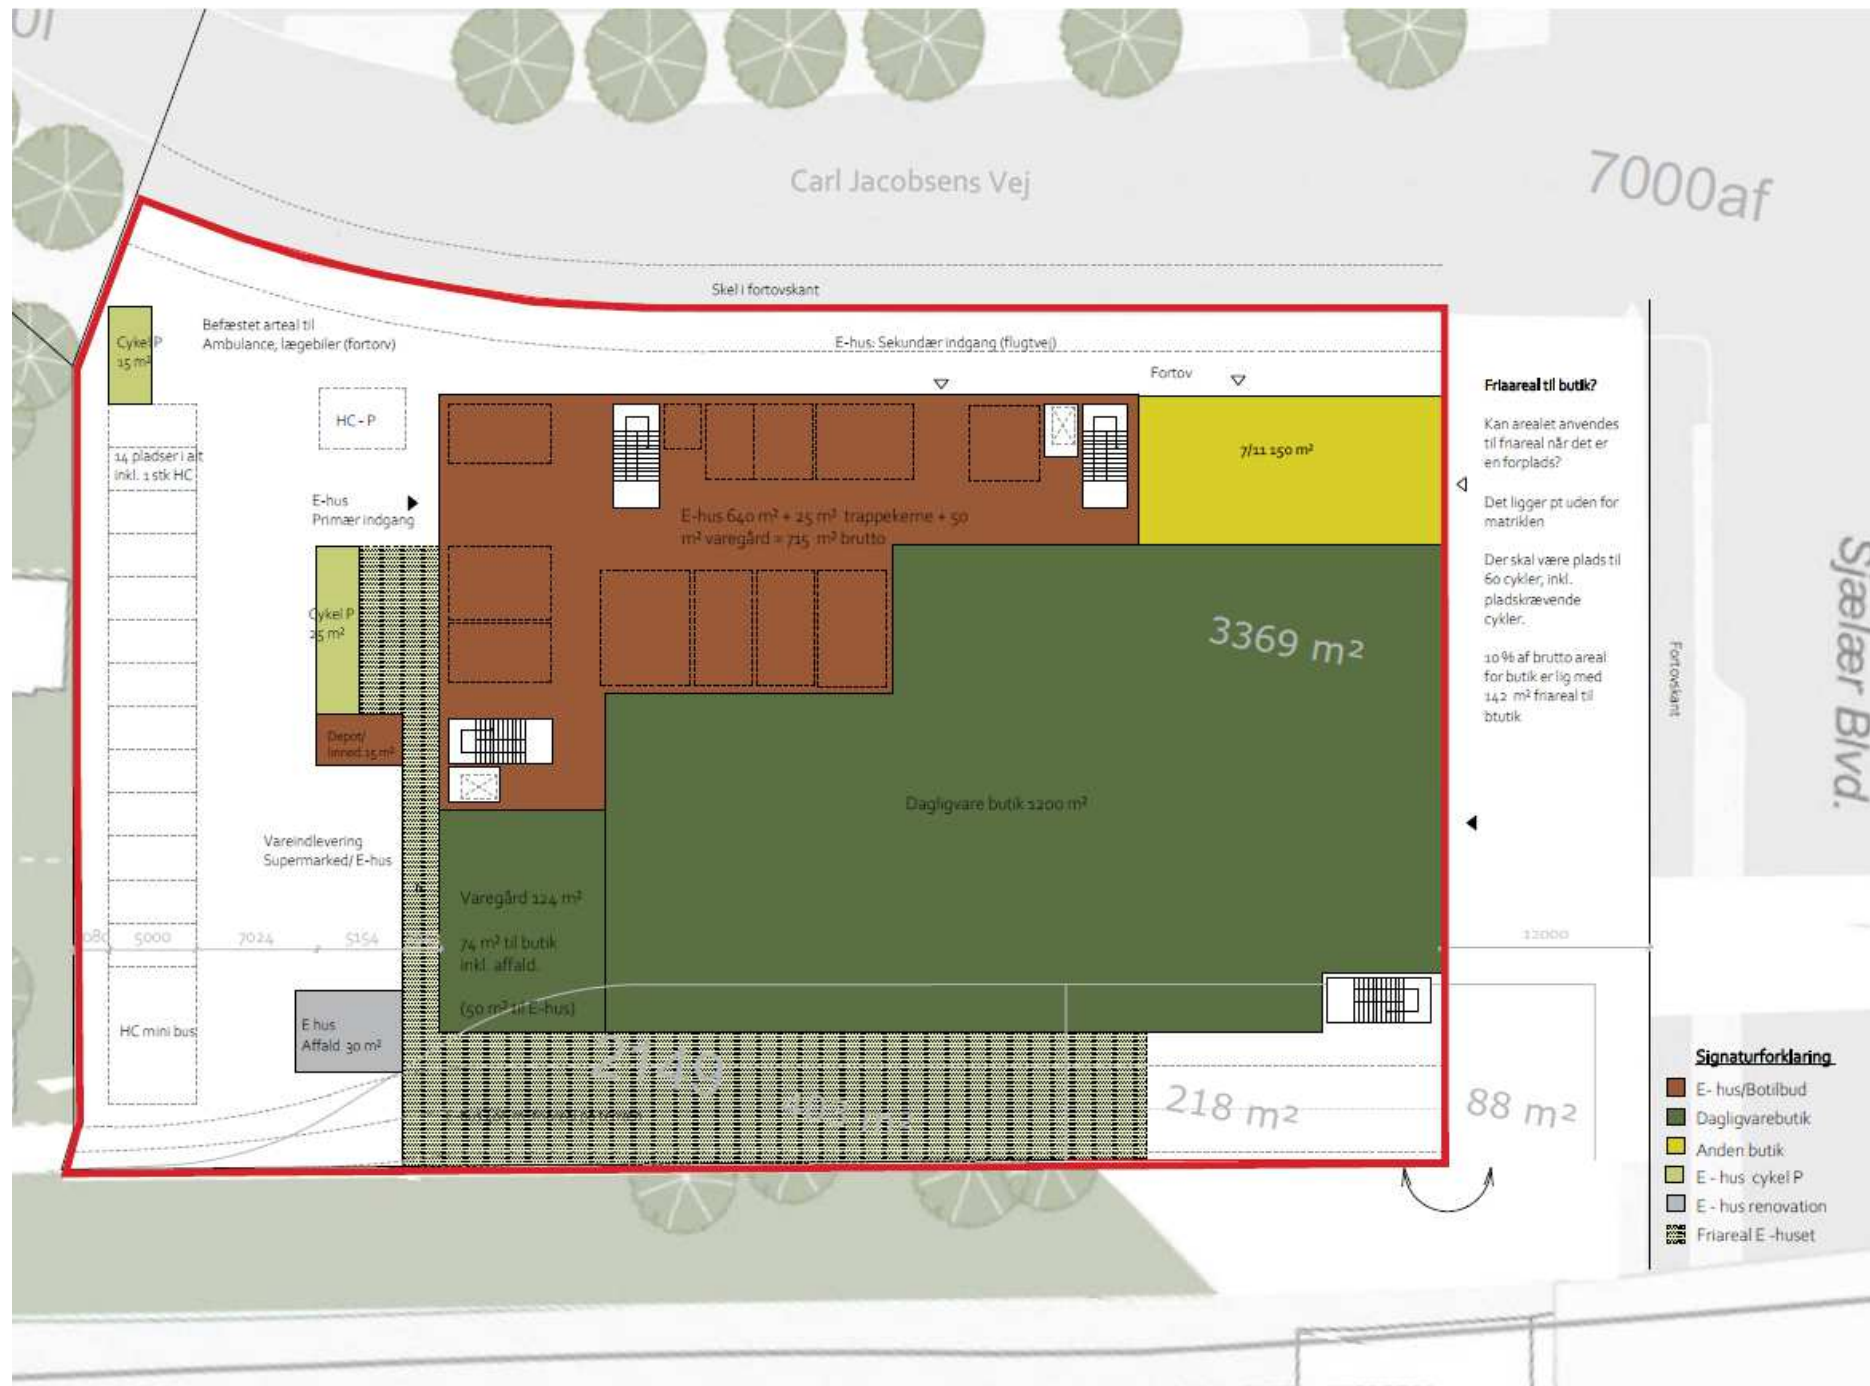 Carl Jacobsens Vej
7000af
Skel i fortovskant
Befæstet arteal til
Ambulance, lægebiler (fortorv)
E-hus: Sekundær indgang (flugtvej)
Cykel P
15 m²
Fortov
HC - P
14 pladser i alt
inkl. 1 stk HC
E-hus
Primær indgang
7/11 150 m²
E-hus 640 m² + 25 m² trappekerne + 50
m² varegård = 715 m² brutto
Friaareal til butik?
Kan arealet anvendes
til friareal når det er
en forplads?
Det ligger pt uden for
matriklen
Der skal være plads til
60 cykler, inkl.
pladskrævende
cykler.
10 % af brutto areal
for butik er lig med
142 m² friareal til
btutik
Cykel P
25 m²
3369 m²
Fortovskant
Sjælær Blvd.
Depot/
linned 15 m²
Dagligvare butik 1200 m²
Vareindlevering
Supermarked/ E-hus
Varegård 124 m²
74 m² til butik
inkl. affald.
(50 m² til E-hus)
5000
7024
5154
12000
HC mini bus
E hus
Affald 30 m²
2149
218 m²
88 m²
Signaturforklaring
E- hus/Botilbud
Dagligvarebutik
Anden butik
E - hus cykel P
E - hus renovation
Friareal E -huset